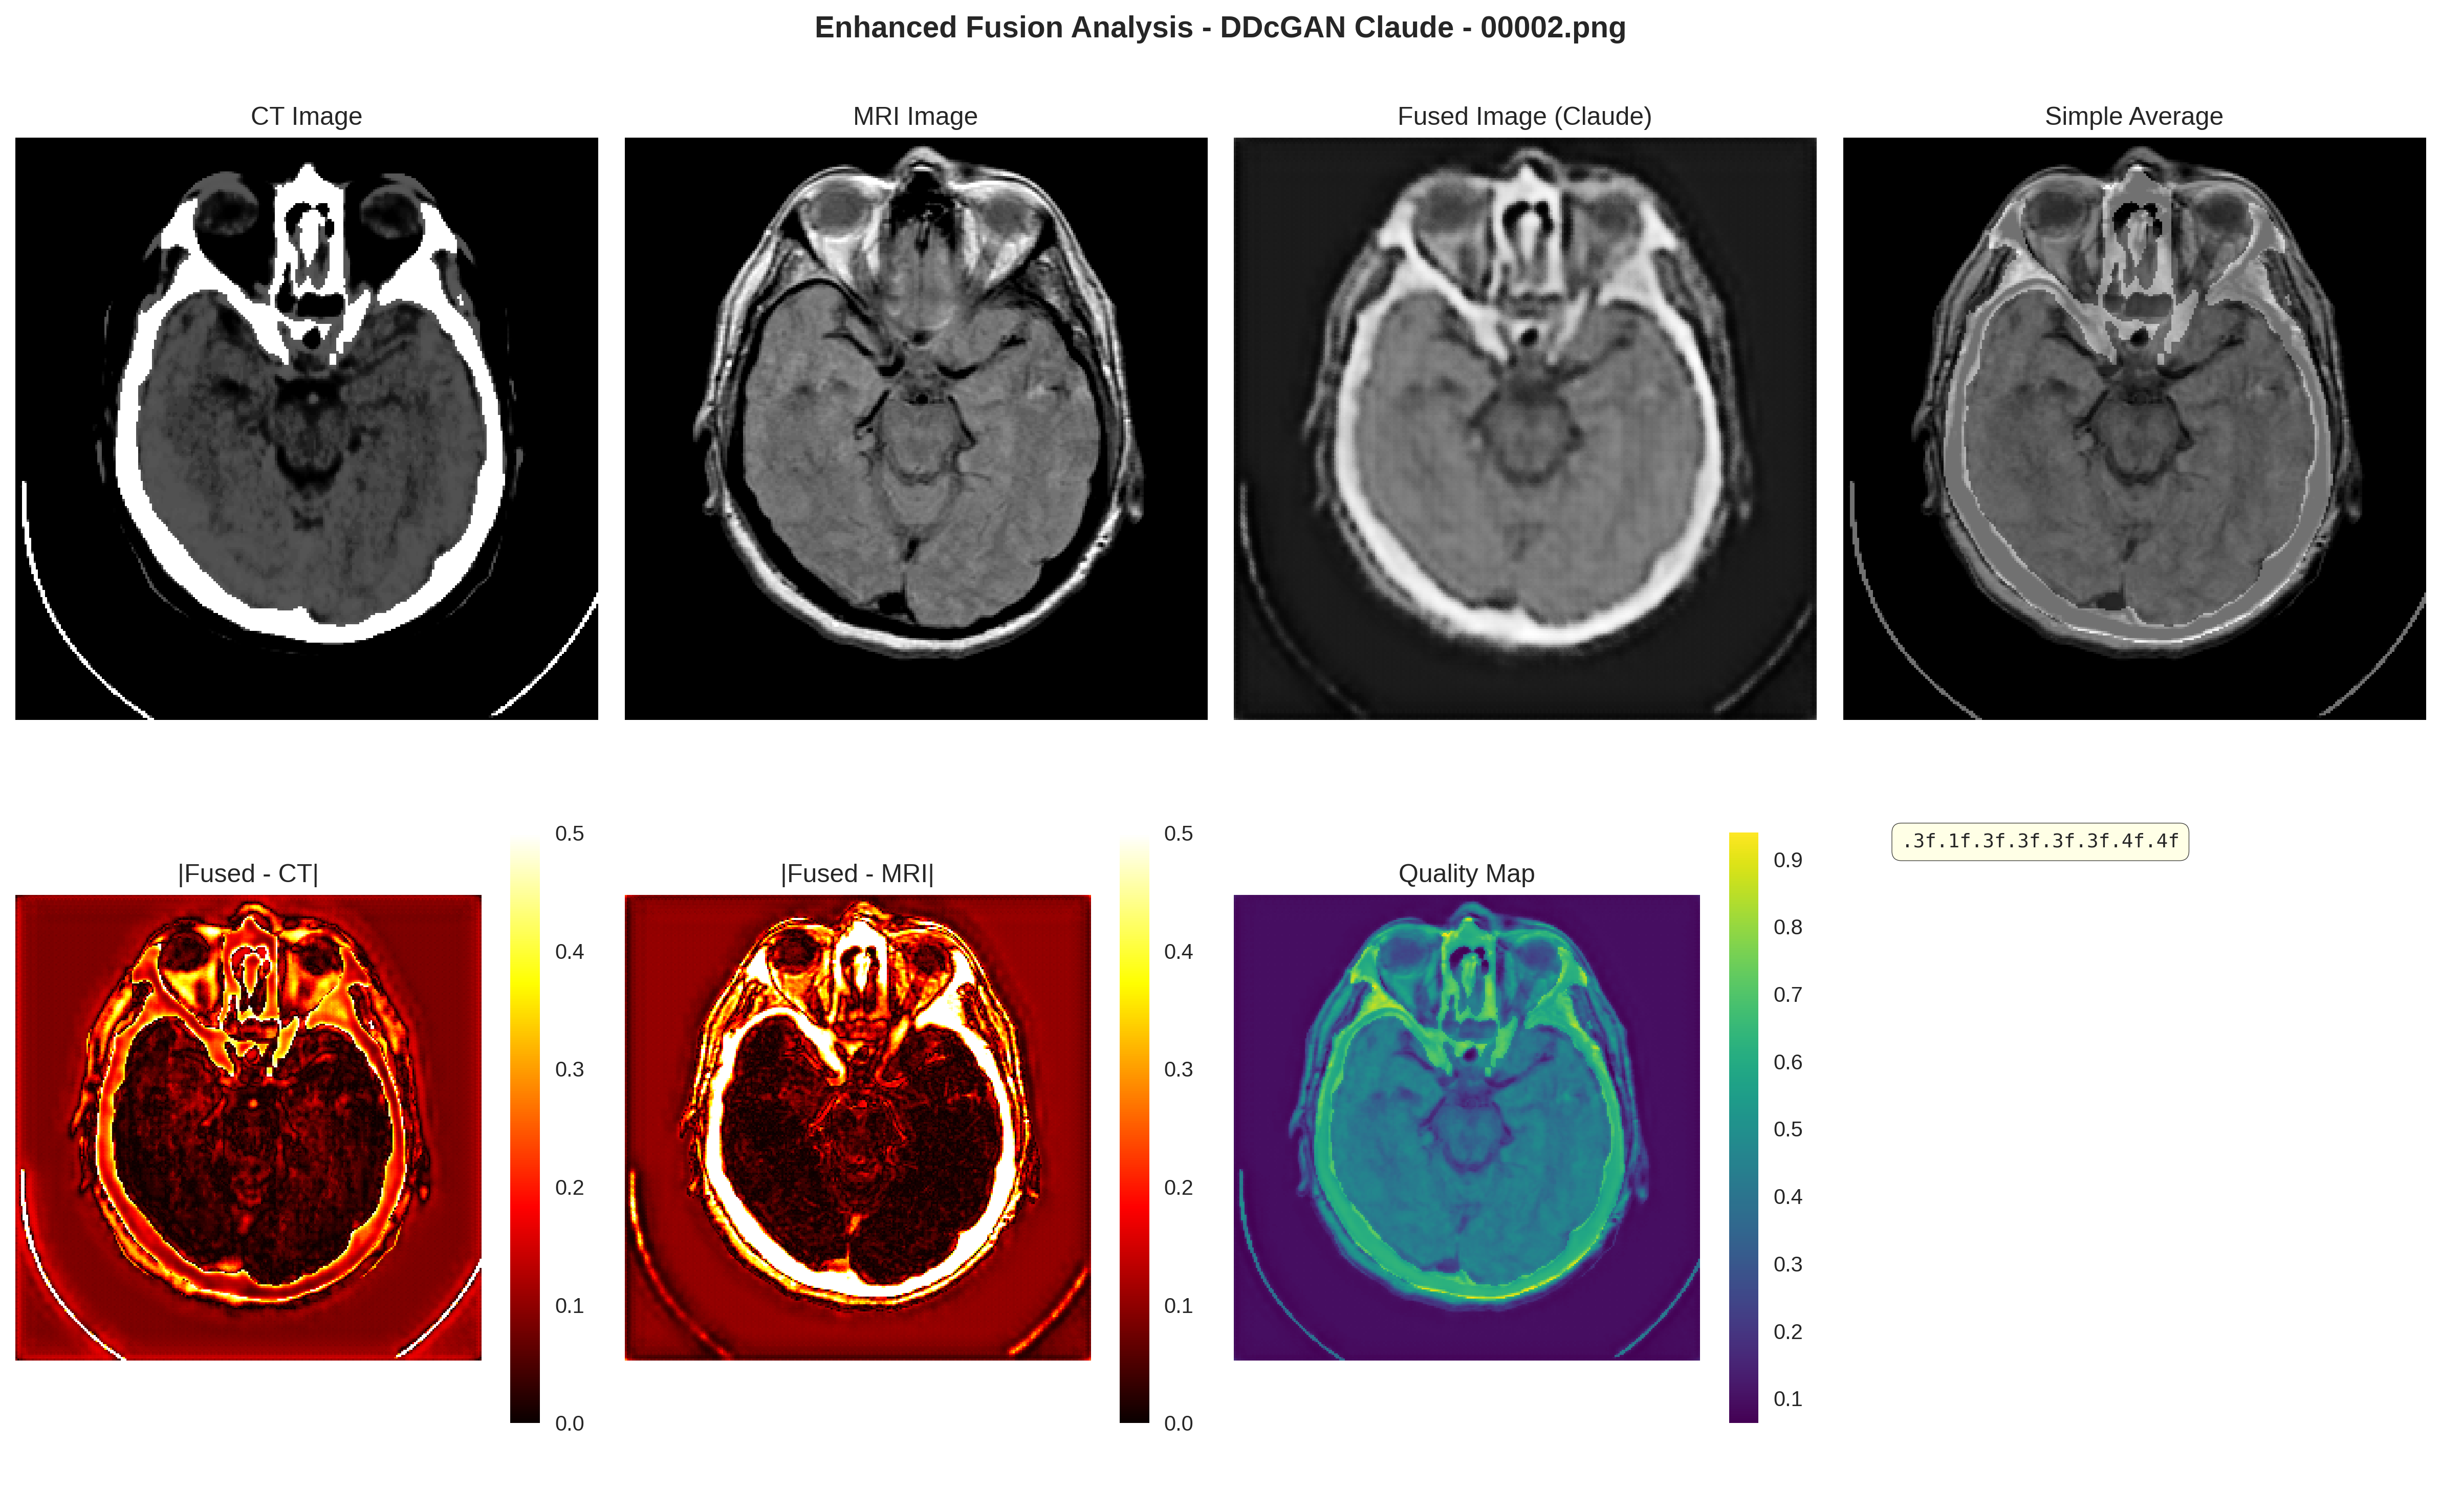 Enhanced Fusion Analysis - DDcGAN Claude - 00002.png
CT Image
MRI Image
Fused Image (Claude)
Simple Average
|Fused - CT|
0.5
0.4
0.3
0.2
0.1
0.0
|Fused - MRI|
0.5
0.4
0.3
0.2
0.1
0.0
Quality Map
0.9
0.8
0.7
0.6
0.5
0.4
0.3
0.2
0.1
.3f.1f.3f.3f.3f.3f.4f.4f